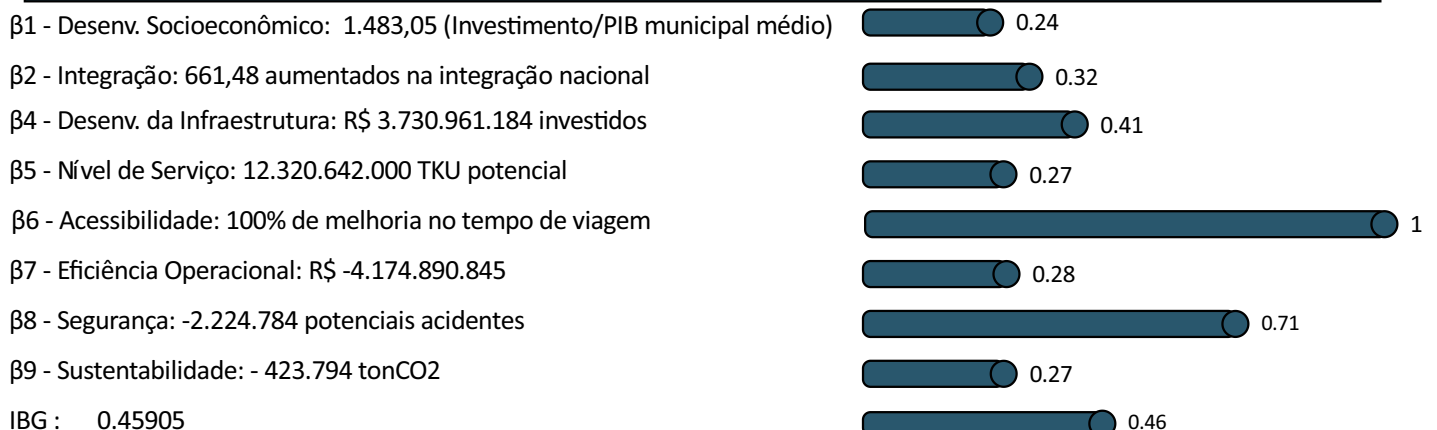 β1 - Desenv. Socioeconômico: 1.483,05 (Investimento/PIB municipal médio) 0.24
β2 - Integração: 661,48 aumentados na integração nacional 0.32
β4 - Desenv. da Infraestrutura: R$ 3.730.961.184 investidos 0.41
β5 - Nível de Serviço: 12.320.642.000 TKU potencial 0.27
β6 - Acessibilidade: 100% de melhoria no tempo de viagem 1
β7 - Eficiência Operacional: R$ -4.174.890.845 0.28
β8 - Segurança: -2.224.784 potenciais acidentes 0.71
β9 - Sustentabilidade: - 423.794 tonCO2 0.27
IBG : 0.45905 0.46